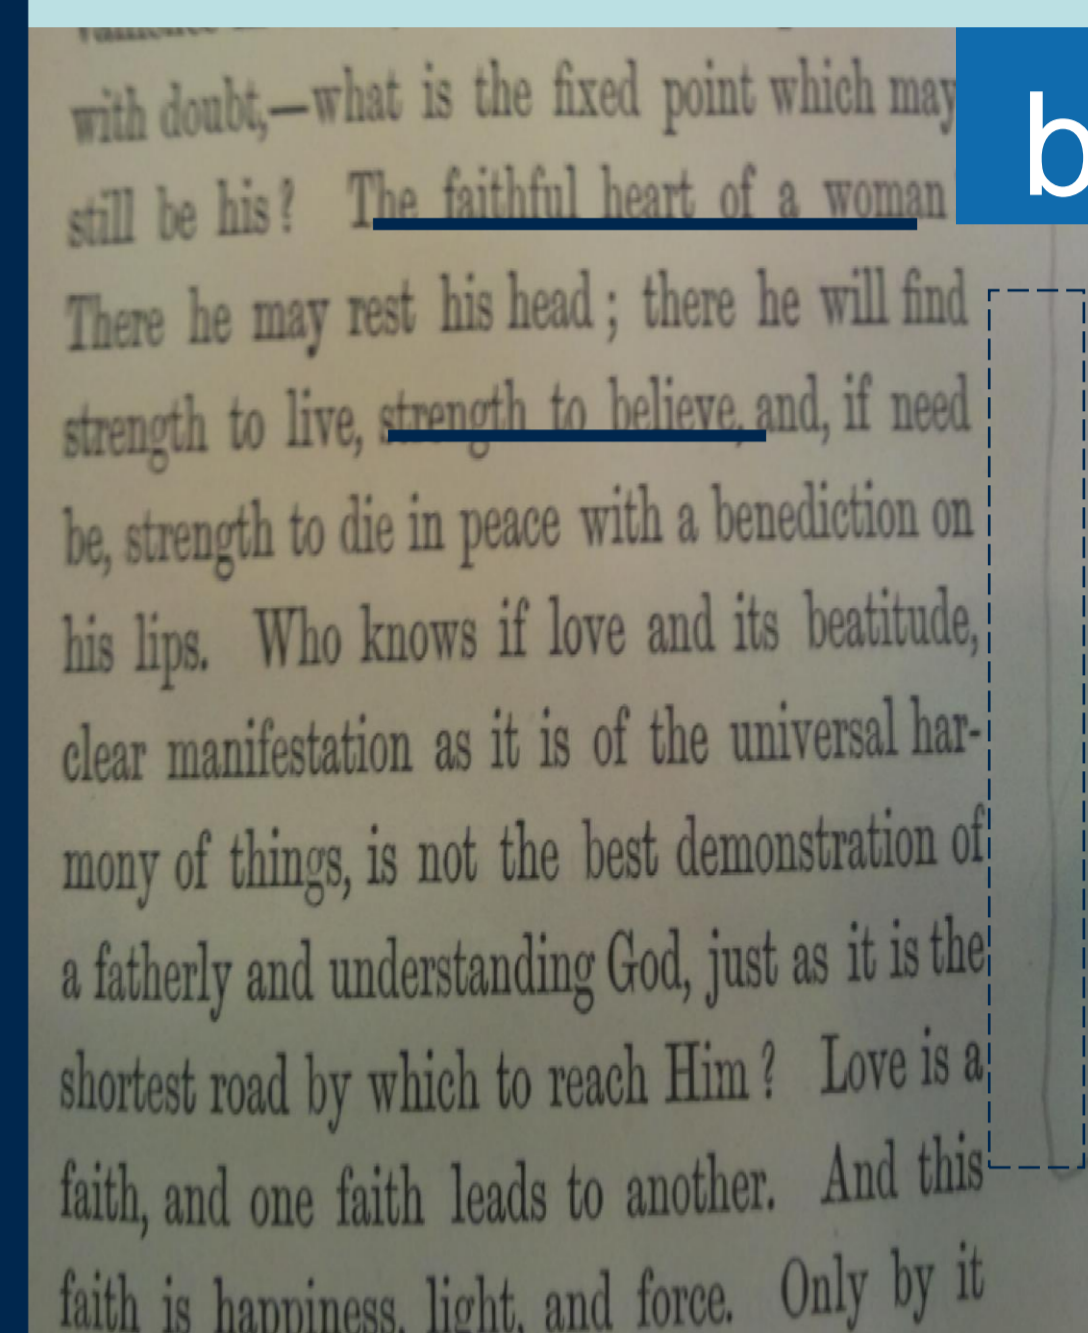 with doubt,—what is the fixed point which may
still be his? The faithful heart of a woman
There he may rest his head; there he will find
strength to live, strength to believe, and, if need
be, strength to die in peace with a benediction on
his lips. Who knows if love and its beatitude,
clear manifestation as it is of the universal har-
mony of things, is not the best demonstration of
a fatherly and understanding God, just as it is the
shortest road by which to reach Him? Love is a
faith, and one faith leads to another. And this
faith is happiness, light, and force. Only by it
b